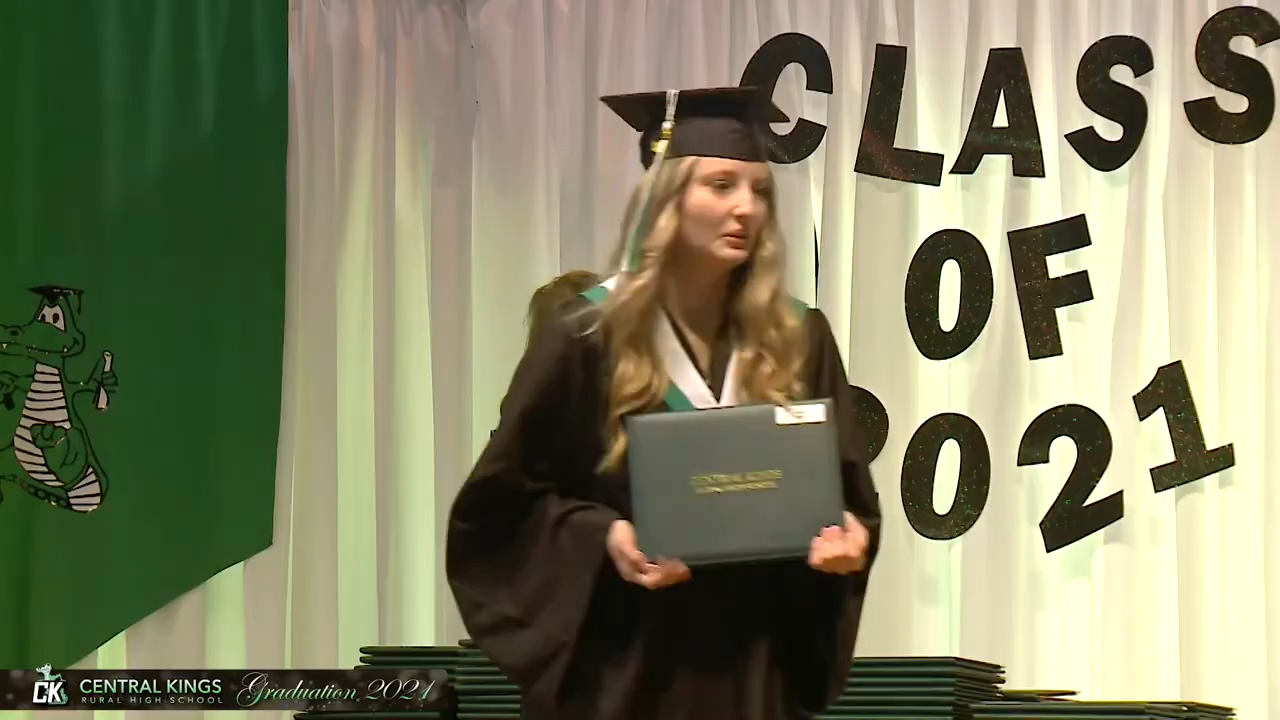 CLASS
OF
2021
CENTRAL KINGS
CK
CENTRAL KINGS
RURAL HIGH SCHOOL
Graduation 2021